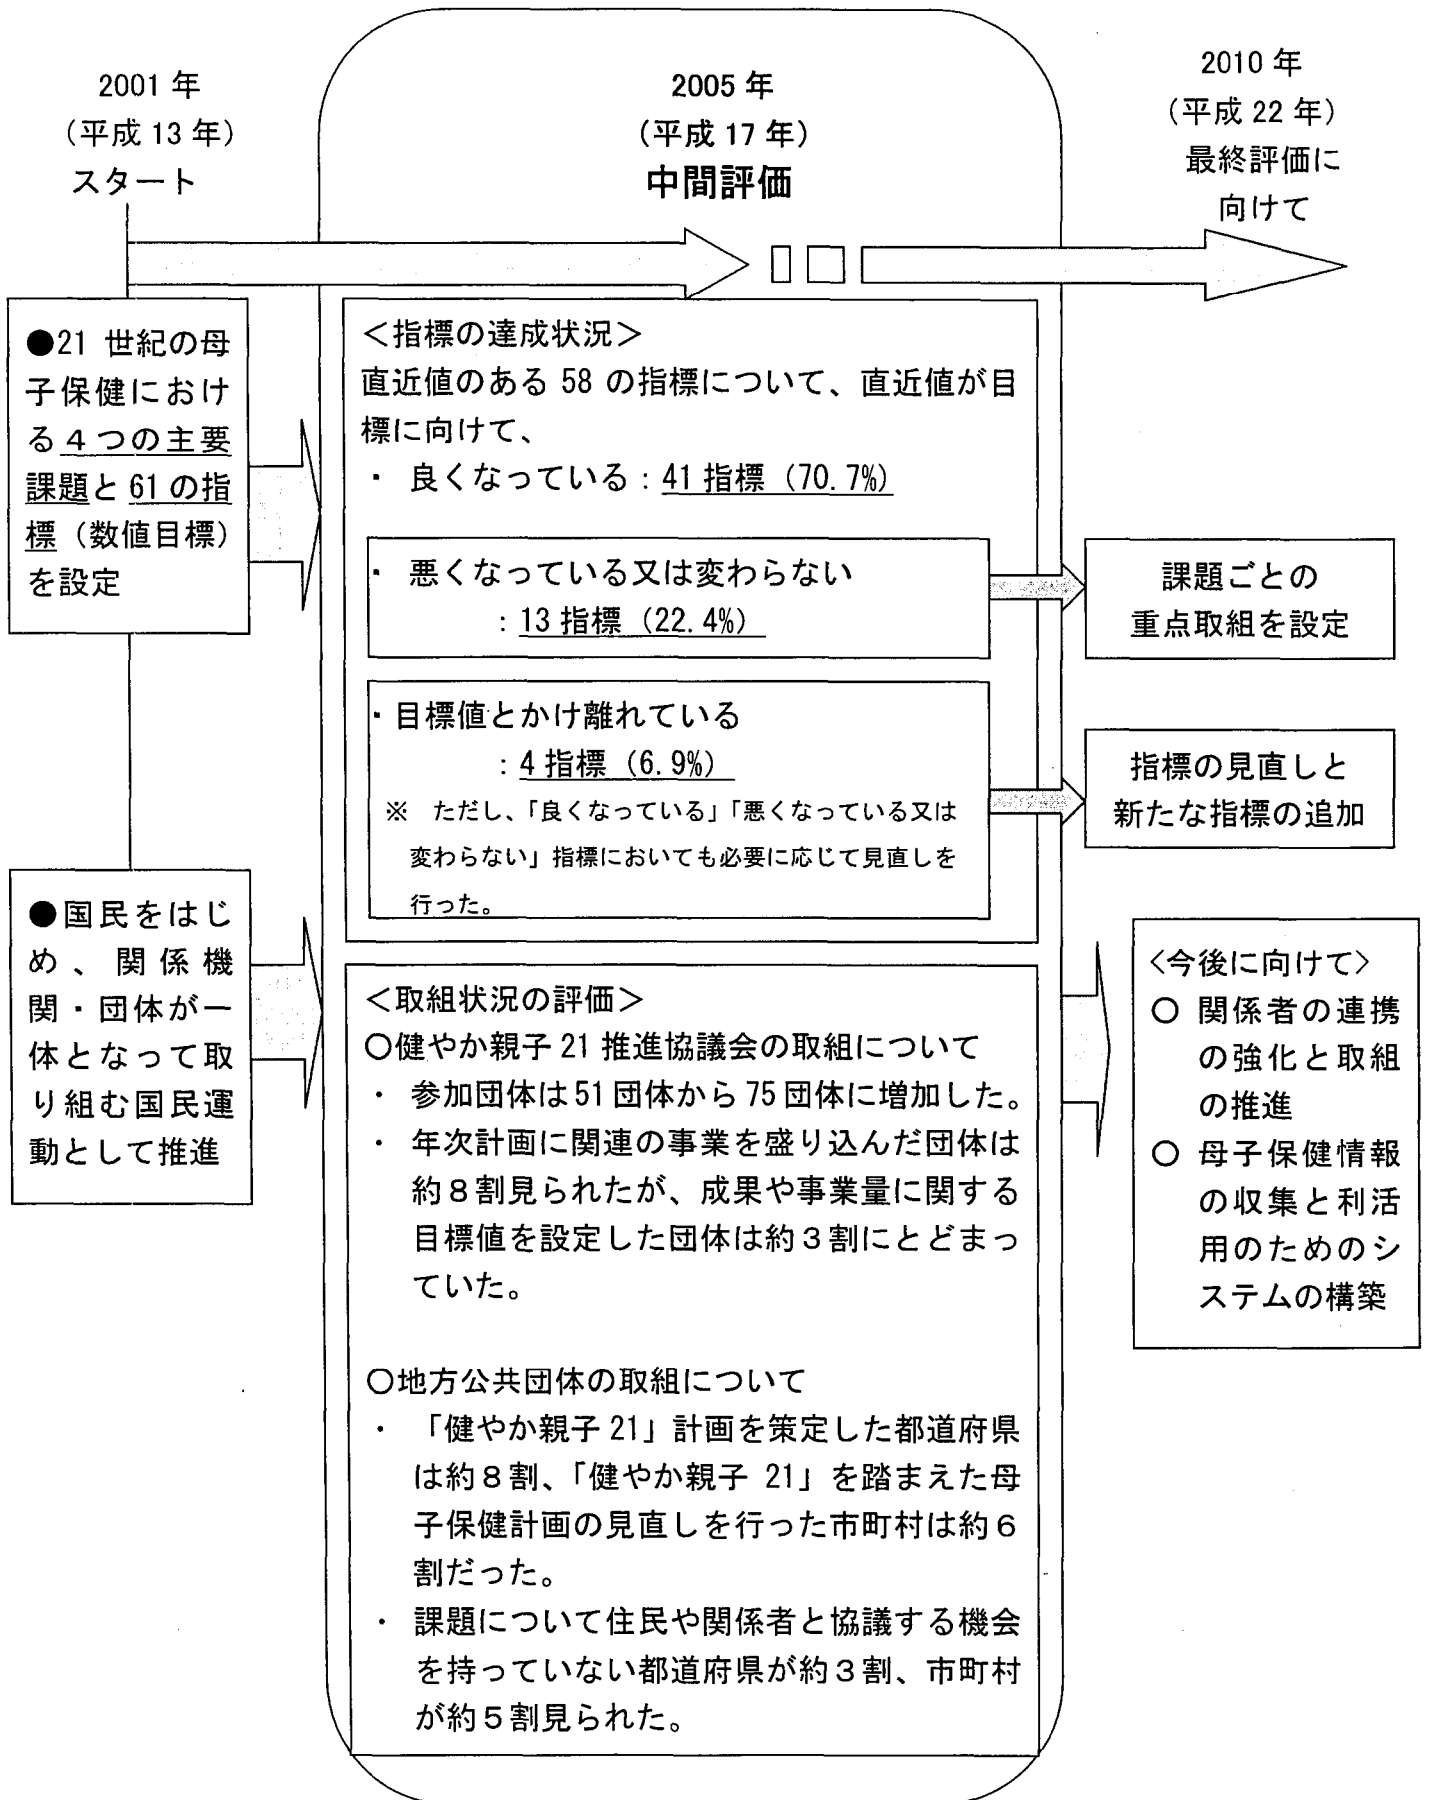 2001 年
（平成 13 年）
スタート
2005 年
（平成 17 年）
中間評価
2010 年
（平成 22 年）
最終評価に
向けて
●21 世紀の母
子保健におけ
る４つの主要
課題と 61 の指
標（数値目標）
を設定
＜指標の達成状況＞
直近値のある 58 の指標について、直近値が目
標に向けて、
・ 良くなっている：41 指標（70.7%）
・ 悪くなっている又は変わらない
：13 指標（22.4%）
課題ごとの
重点取組を設定
・目標値とかけ離れている
：4 指標（6.9%）
※ ただし、「良くなっている」「悪くなっている又は
変わらない」指標においても必要に応じて見直しを
行った。
指標の見直しと
新たな指標の追加
●国民をはじ
め、関係機
関・団体が一
体となって取
り組む国民運
動として推進
＜取組状況の評価＞
○健やか親子 21 推進協議会の取組について
・ 参加団体は 51 団体から 75 団体に増加した。
・ 年次計画に関連の事業を盛り込んだ団体は
約８割見られたが、成果や事業量に関する
目標値を設定した団体は約３割にとどまっ
ていた。
○地方公共団体の取組について
・ 「健やか親子 21」計画を策定した都道府県
は約８割、「健やか親子 21」を踏まえた母
子保健計画の見直しを行った市町村は約６
割だった。
・ 課題について住民や関係者と協議する機会
を持っていない都道府県が約３割、市町村
が約５割見られた。
＜今後に向けて＞
○ 関係者の連携
の強化と取組
の推進
○ 母子保健情報
の収集と利活
用のためのシ
ステムの構築